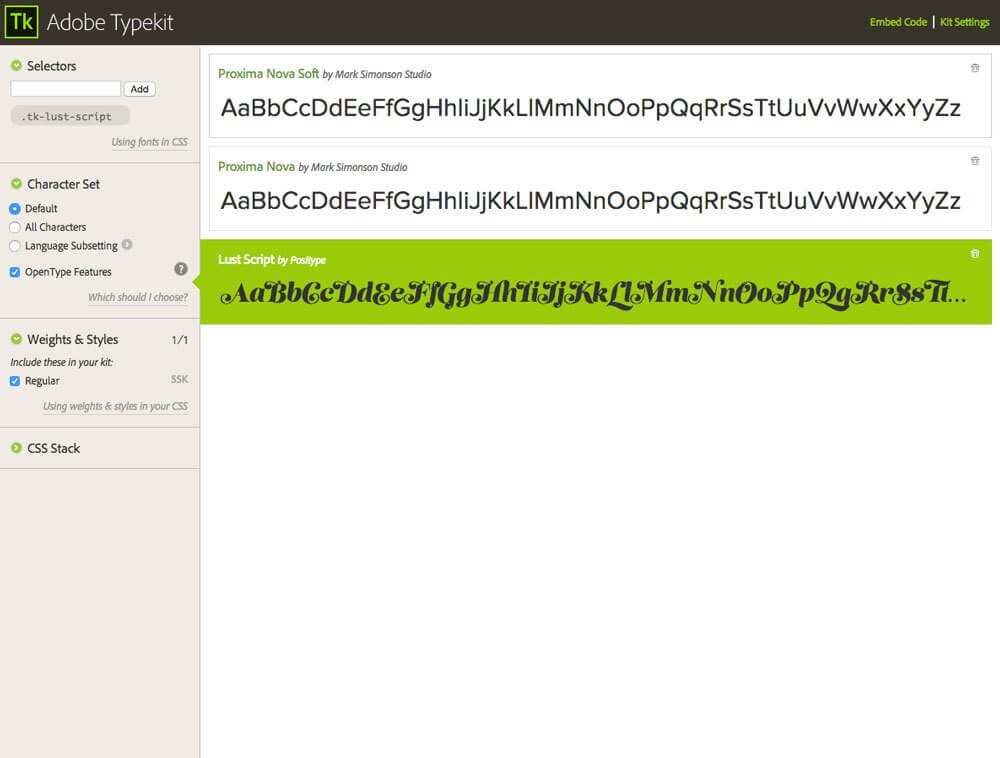 Tk Adobe Typekit
Embed Code | Kit Settings
Selectors
Add
.tk-lust-script
Using fonts in CSS
Character Set
Default
All Characters
Language Subsetting
OpenType Features ?
Which should I choose?
Weights & Styles 1/1
Include these in your kit:
Regular 55K
Using weights & styles in your CSS
CSS Stack
Proxima Nova Soft by Mark Simonson Studio
AaBbCcDdEeFfGgHhIiJjKkLlMmNnOoPpQqRrSsTtUuVvWwXxYyZz
Proxima Nova by Mark Simonson Studio
AaBbCcDdEeFfGgHhIiJjKkLlMmNnOoPpQqRrSsTtUuVvWwXxYyZz
Lust Script by Positype
AaBbCcDdEeFfGgHhIiJjKkLlMmNnOoPpQqRrSsTt...